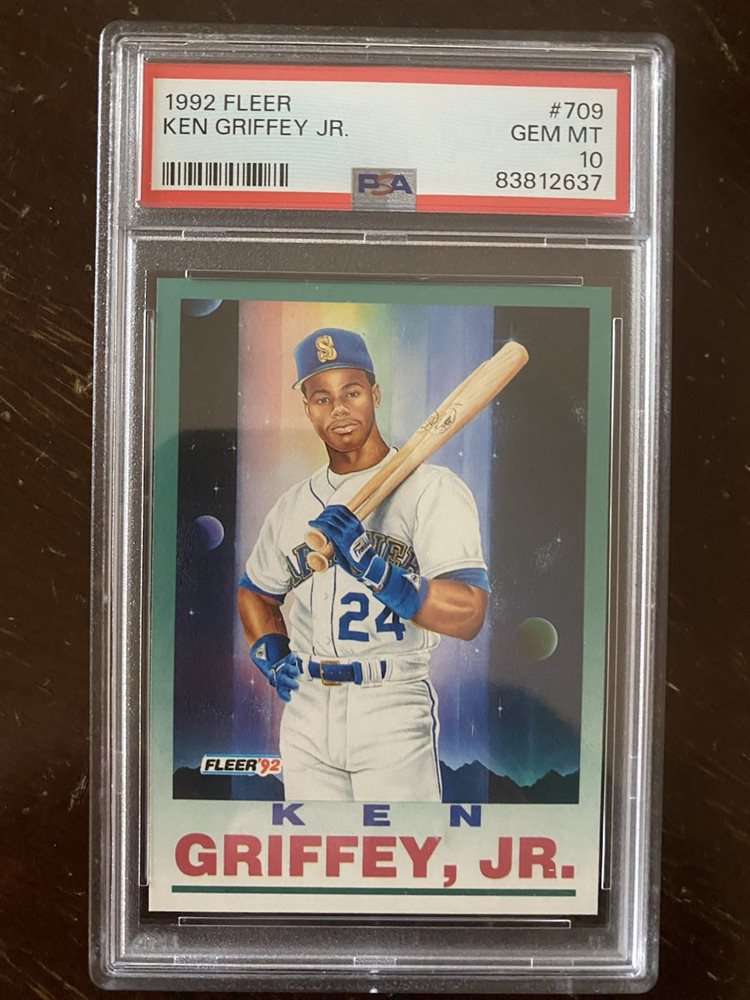 1992 FLEER #709
KEN GRIFFEY JR. GEM MT
10
PSA 83812637
S
24
FLEER '92
KEN
GRIFFEY, JR.